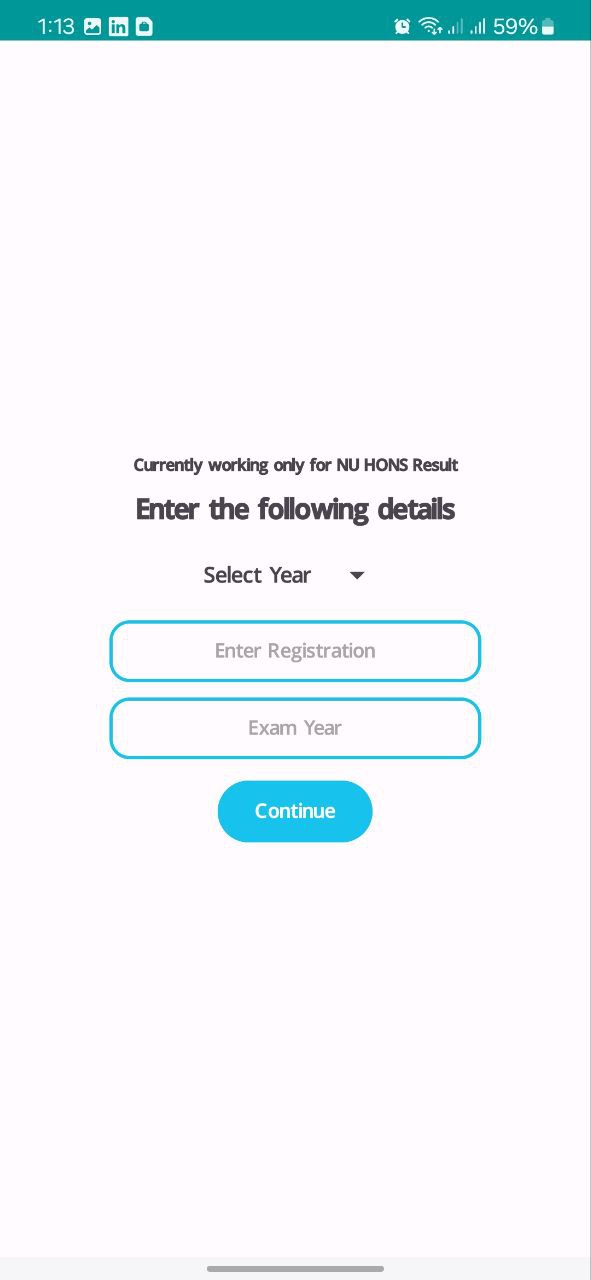 1:13 in 59%
Currently working only for NU HONS Result
Enter the following details
Select Year
Enter Registration
Exam Year
Continue